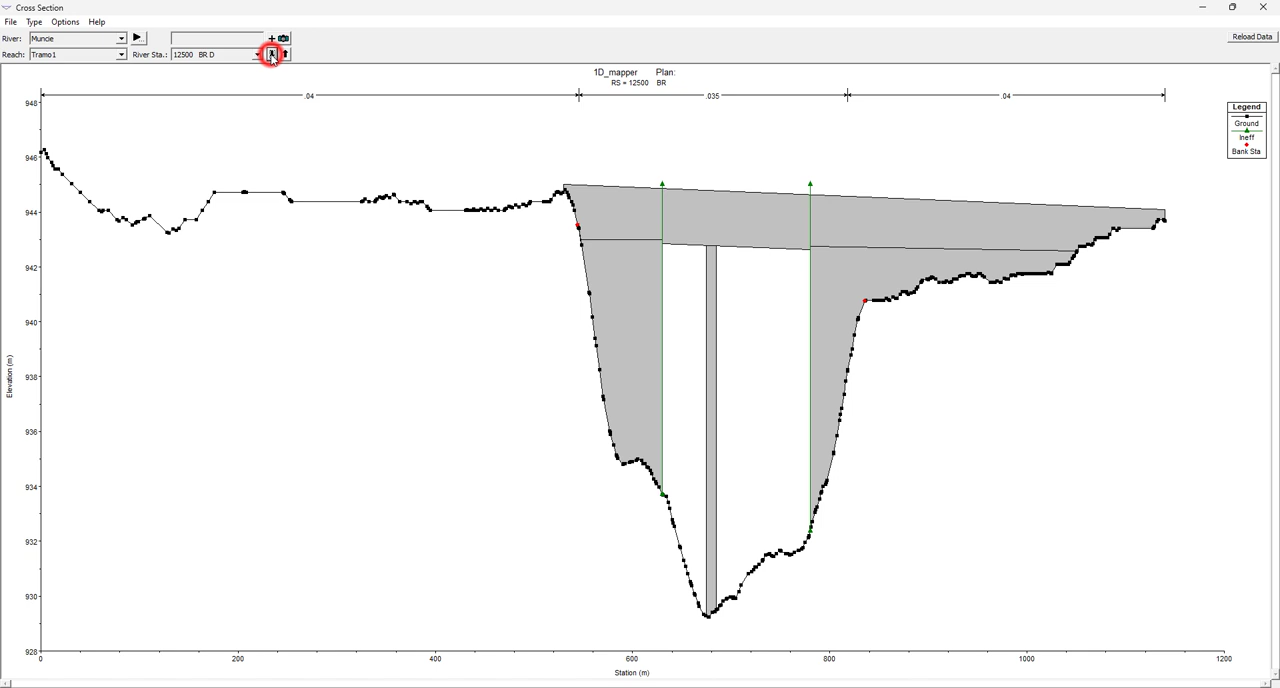 Cross Section
File Type Options Help
River: Muncie
Reload Data
Reach: Tramo1 River Sta.: 12500 BR D
1D_mapper Plan:
RS = 12500 BR
.04 .035 .04
Legend
Ground
Ineff
Bank Sta
948
946
944
942
940
938
936
934
932
930
928
Elevation (m)
0 200 400 600 800 1000 1200
Station (m)